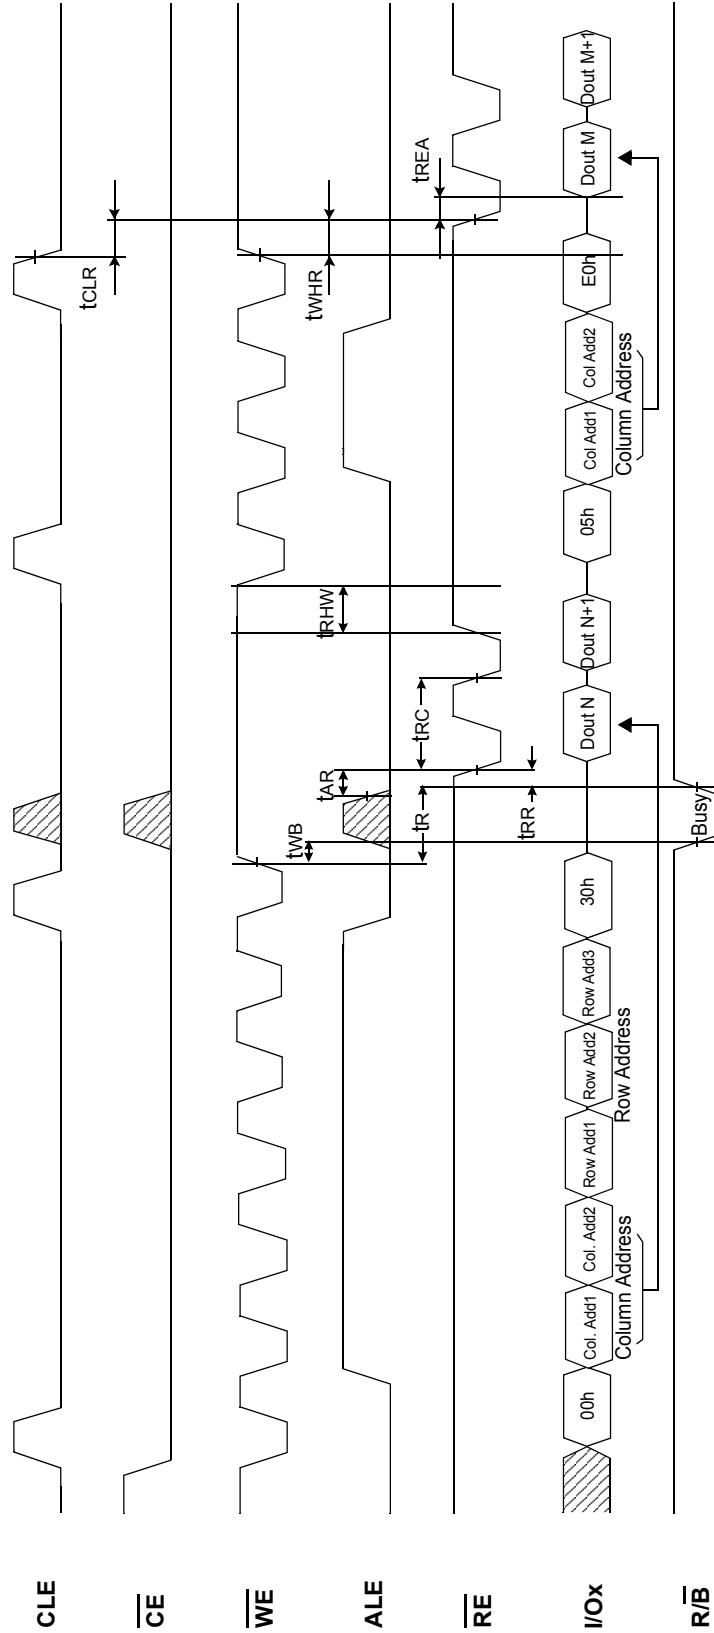 CLE
tCLR
CE
WE
tWB
tRHW
tWHR
ALE
tAR
tR
RE
tRR
tRC
tREA
I/Ox
00h
Col. Add1
Col. Add2
Row Add1
Row Add2
Row Add3
30h
Dout N
Dout N+1
05h
Col Add1
Col Add2
E0h
Dout M
Dout M+1
Column Address
Row Address
Column Address
R/B
Busy